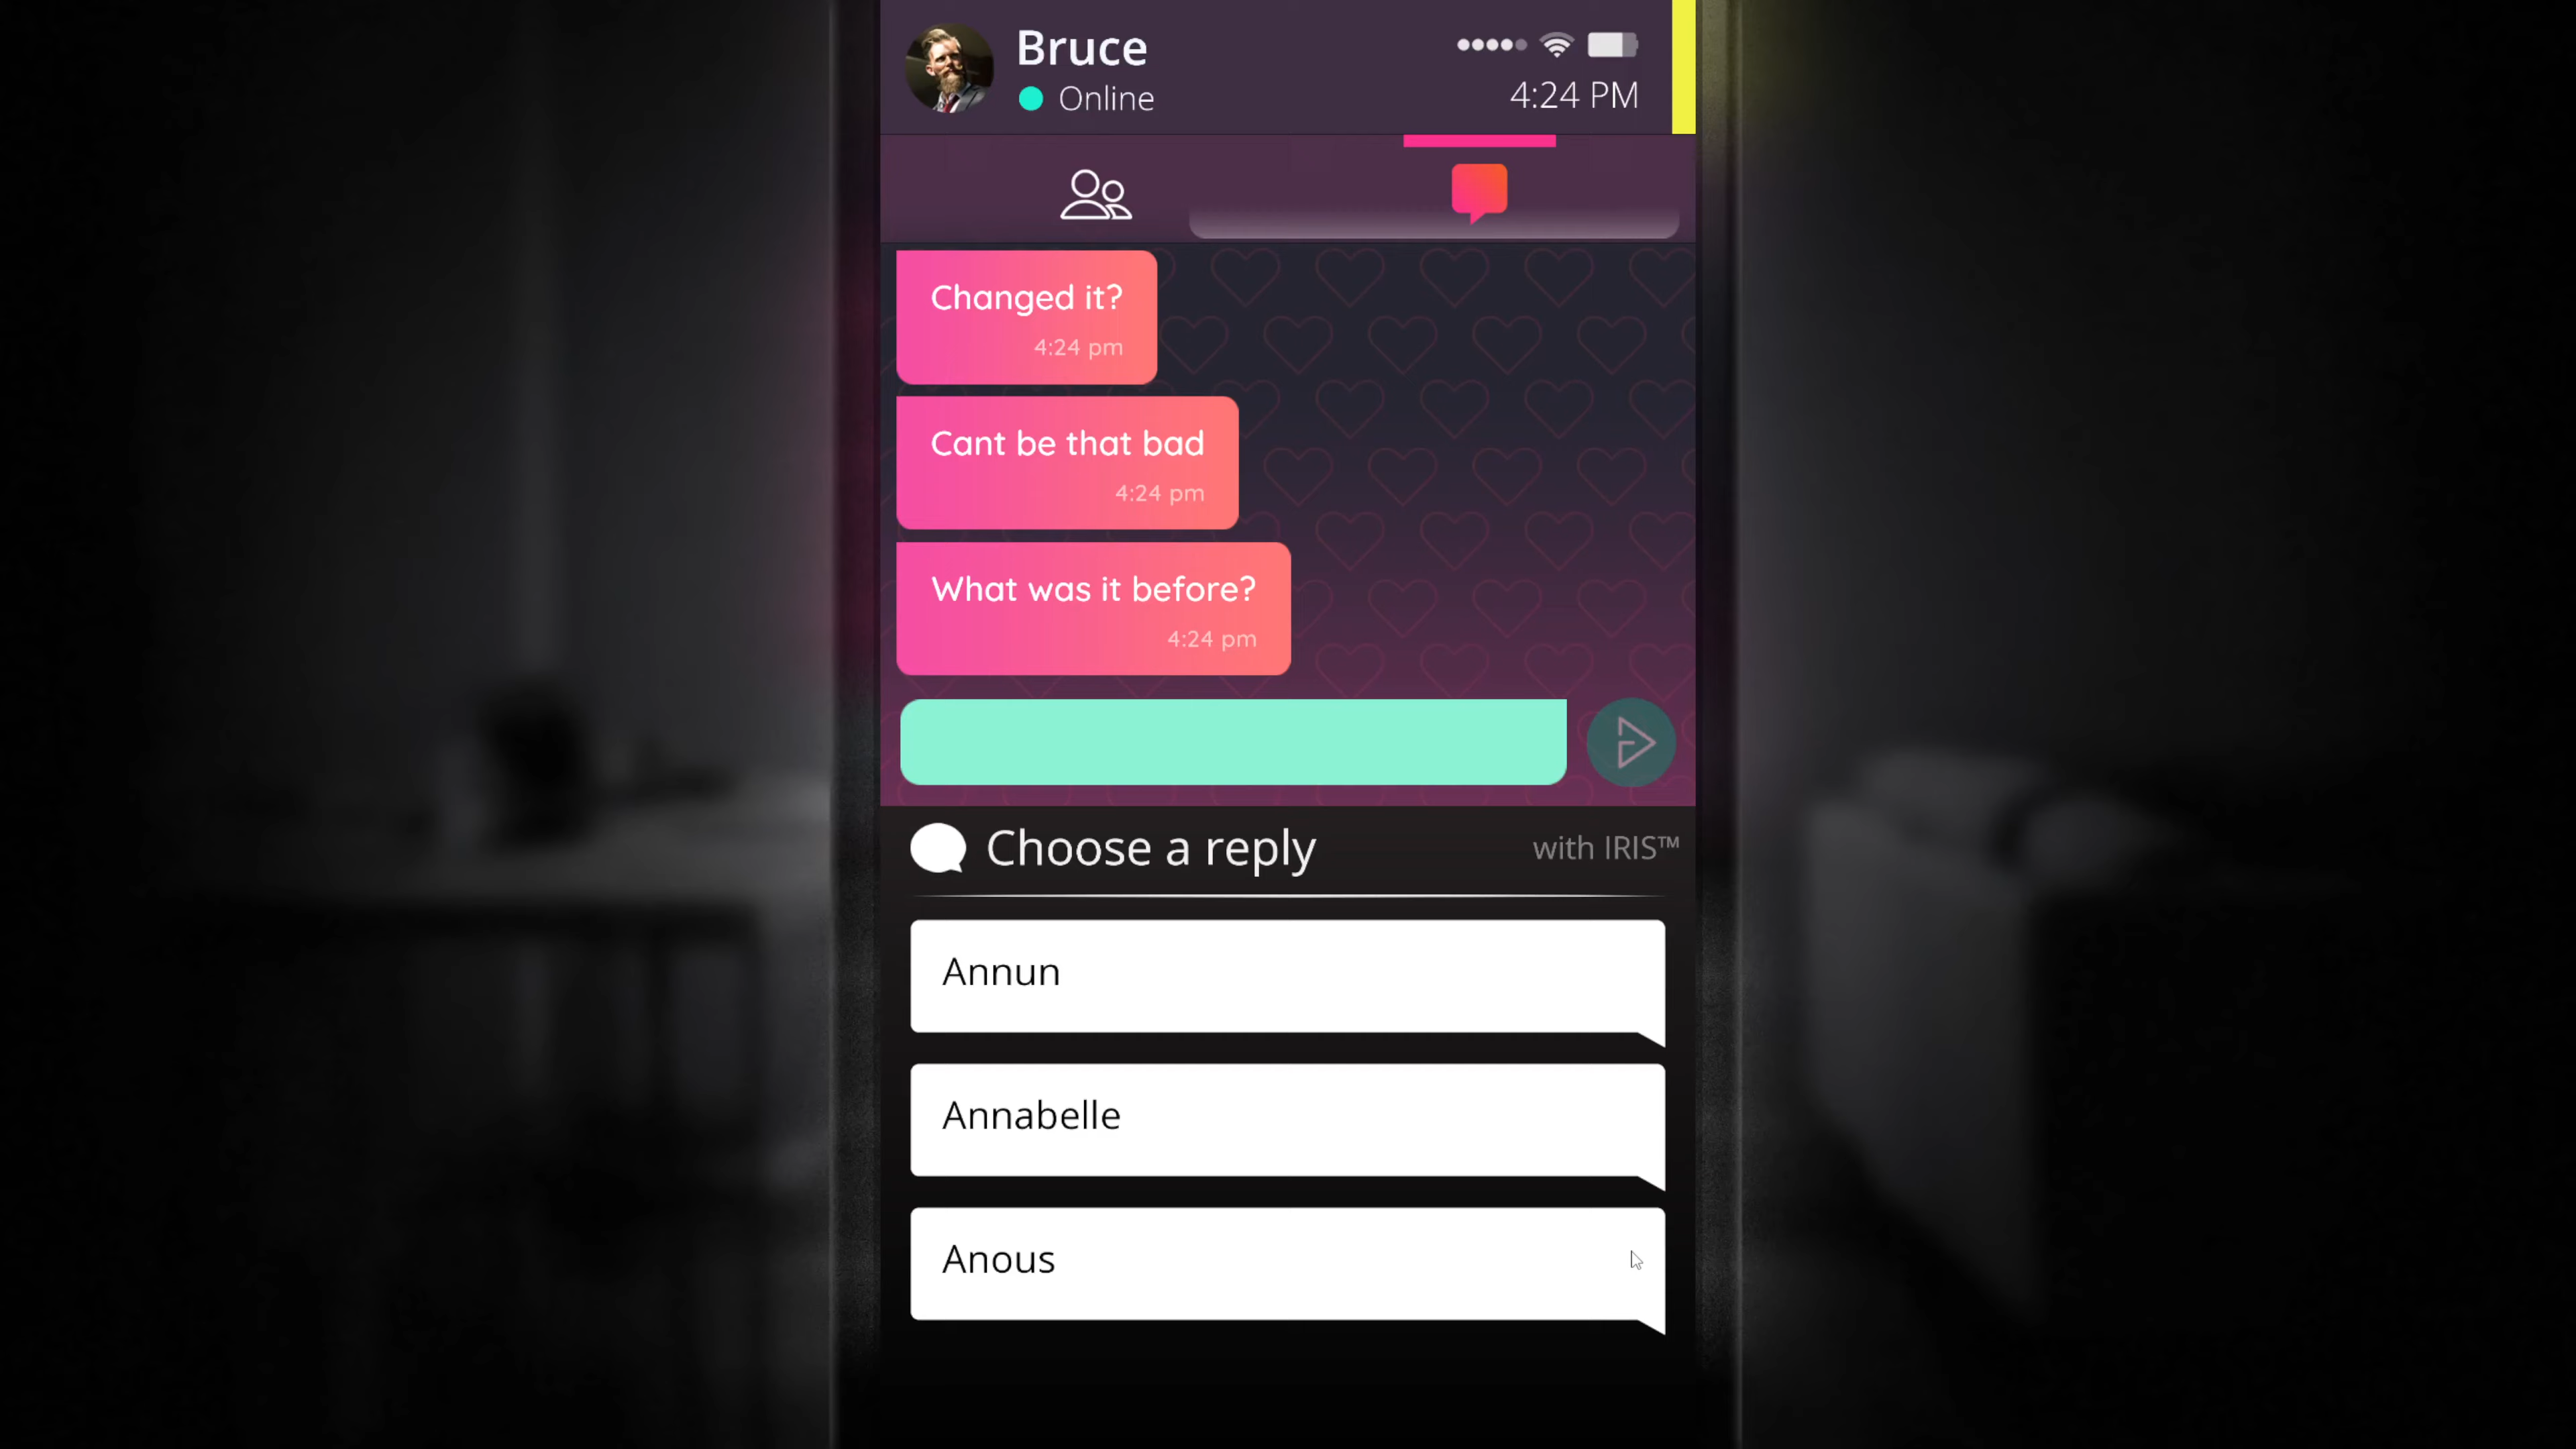 Bruce
Online
4:24 PM
Changed it?
4:24 pm
Cant be that bad
4:24 pm
What was it before?
4:24 pm
Choose a reply
with IRIS™
Annun
Annabelle
Anous